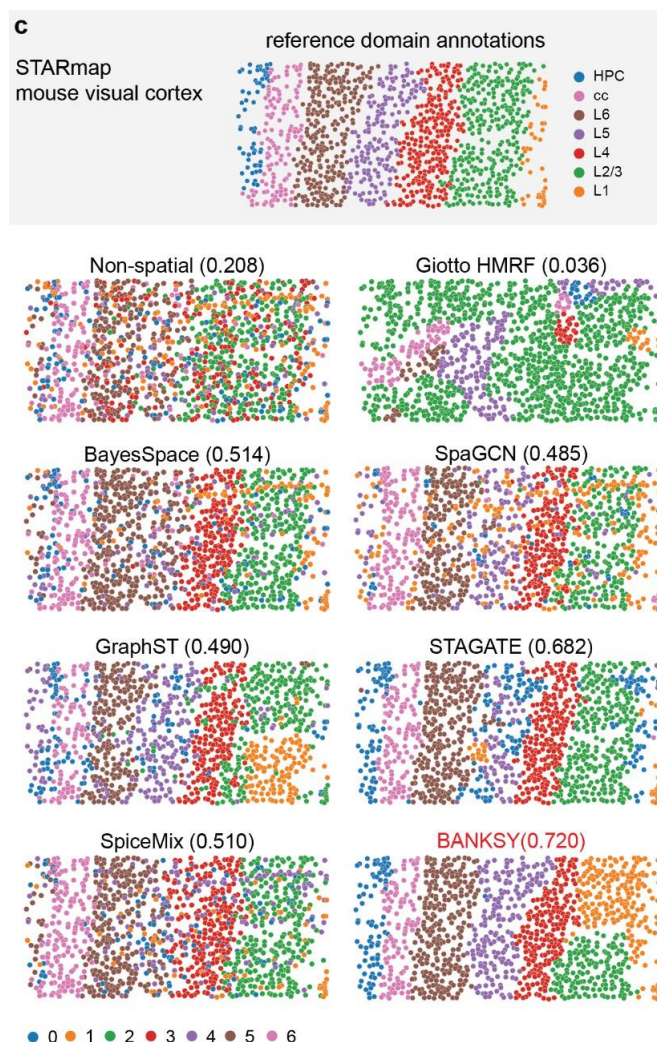 c
reference domain annotations
STARmap
mouse visual cortex
HPC
cc
L6
L5
L4
L2/3
L1
Non-spatial (0.208)
Giotto HMRF (0.036)
BayesSpace (0.514)
SpaGCN (0.485)
GraphST (0.490)
STAGATE (0.682)
SpiceMix (0.510)
BANKSY(0.720)
0 1 2 3 4 5 6